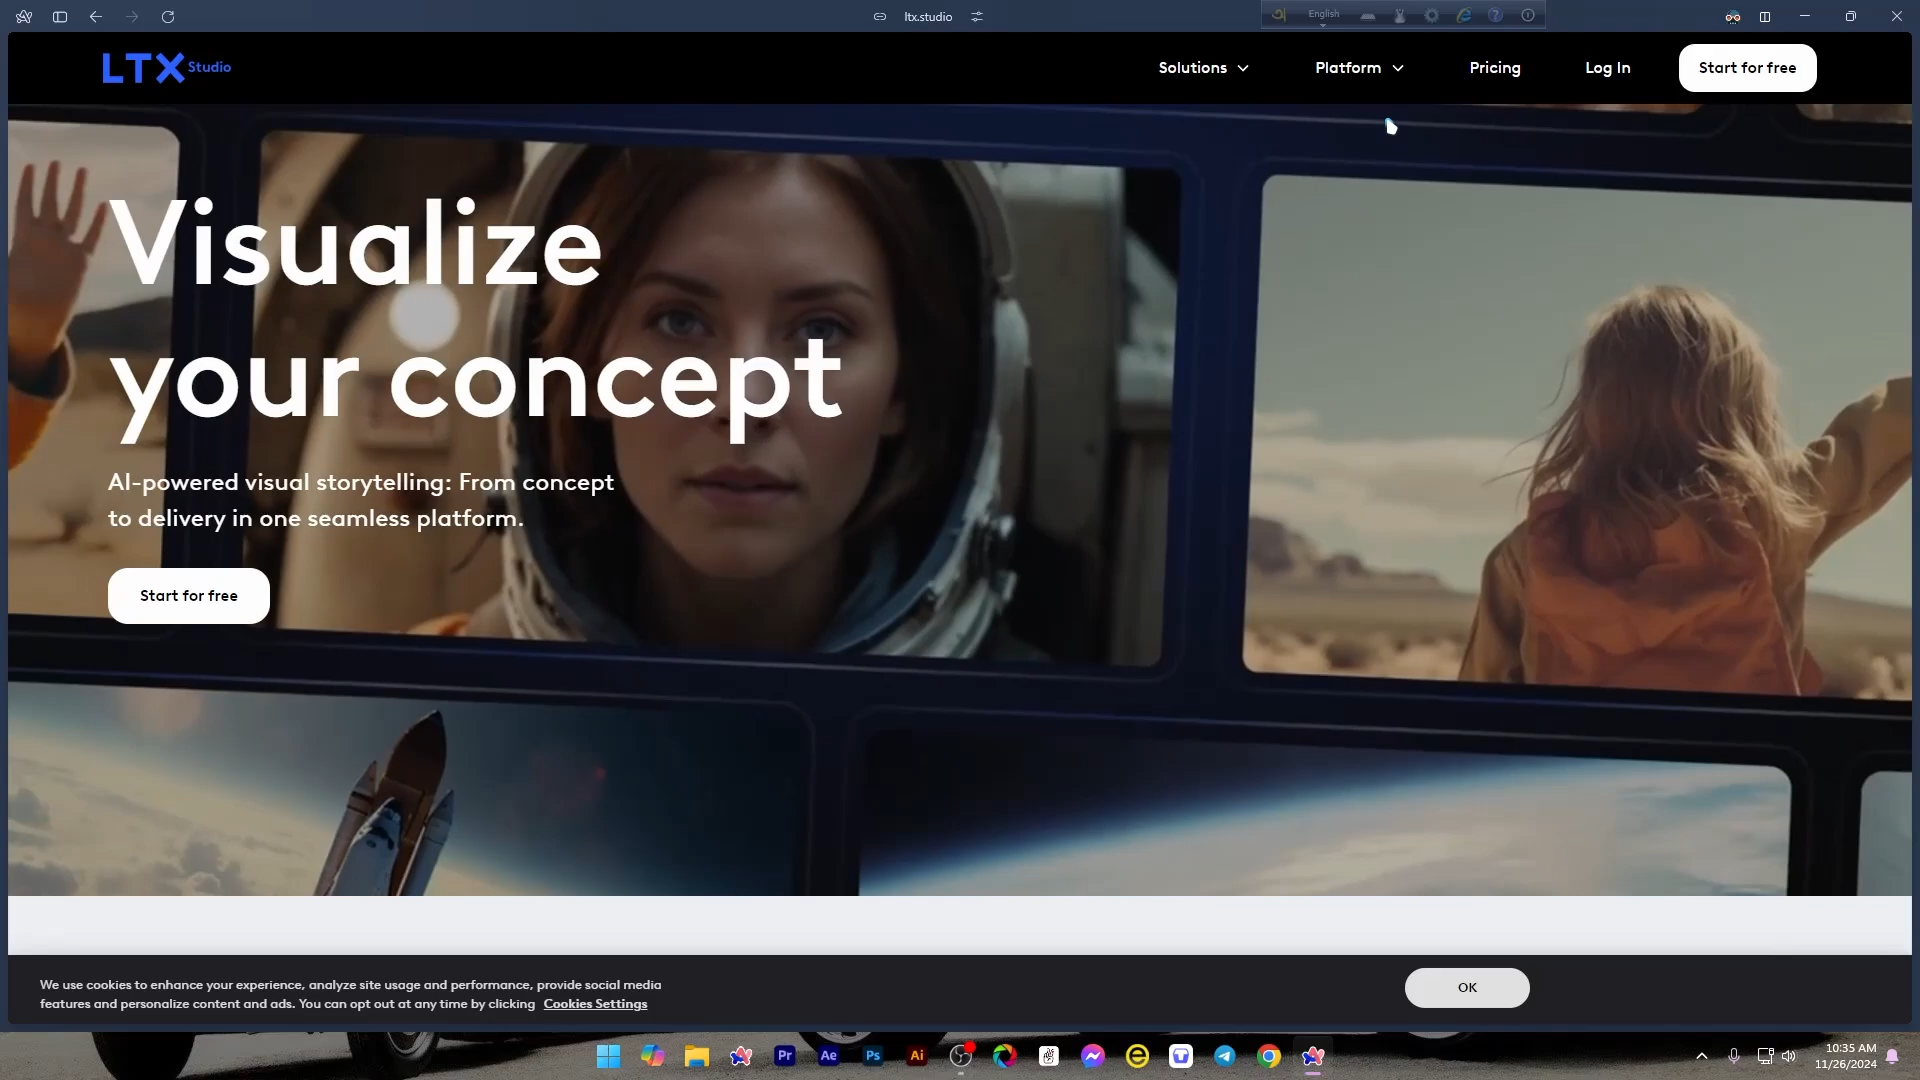 ltx.studio
English
LTX Studio
Solutions
Platform
Pricing
Log In
Start for free
Visualize
your concept
AI-powered visual storytelling: From concept
to delivery in one seamless platform.
Start for free
We use cookies to enhance your experience, analyze site usage and performance, provide social media
features and personalize content and ads. You can opt out at any time by clicking Cookies Settings
OK
Pr
Ae
Ps
Ai
10:35 AM
11/26/2024